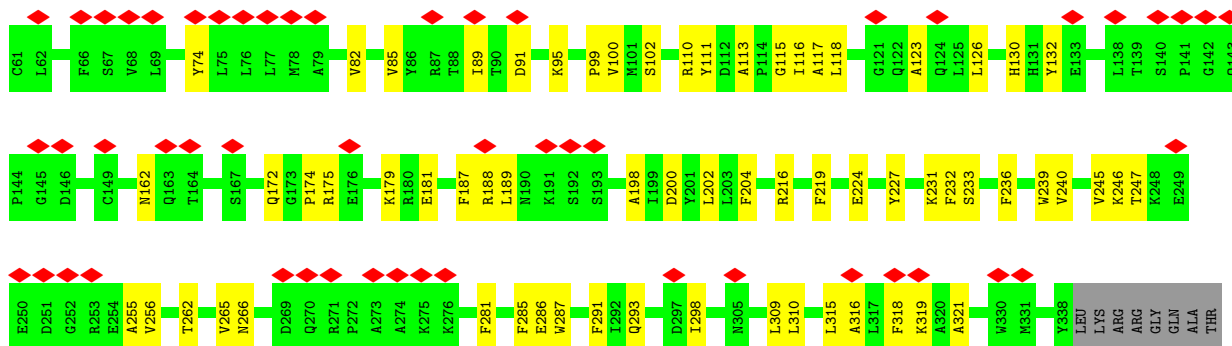 C61 L62 F66 S67 V68 L69 Y74 L75 L76 L77 M78 A79 V82 V85 Y86 R87 T88 I89 T90 D91 K95 P99 V100 M101 S102 R110 Y111 D112 A113 P114 G115 I116 A117 L118 G121 Q122 A123 Q124 L125 L126 H130 H131 Y132 E133 L138 T139 S140 P141 G142
P144 G145 D146 C149 N162 Q163 T164 S167 Q172 G173 P174 R175 E176 K179 R180 E181 F187 R188 L189 N190 K191 S192 S193 A198 I199 D200 Y201 L202 L203 F204 R216 F219 E224 Y227 K231 F232 S233 F236 W239 V240 V245 K246 T247 K248 E249
E250 D251 G252 R253 E254 A255 V256 T262 V265 N266 D269 Q270 R271 P272 A273 A274 K275 K276 F281 F285 E286 W287 F291 I292 Q293 D297 I298 N305 L309 L310 L315 A316 L317 F318 K319 A320 A321 W330 M331 Y338 LEU LYS ARG ARG GLY GLN ALA THR